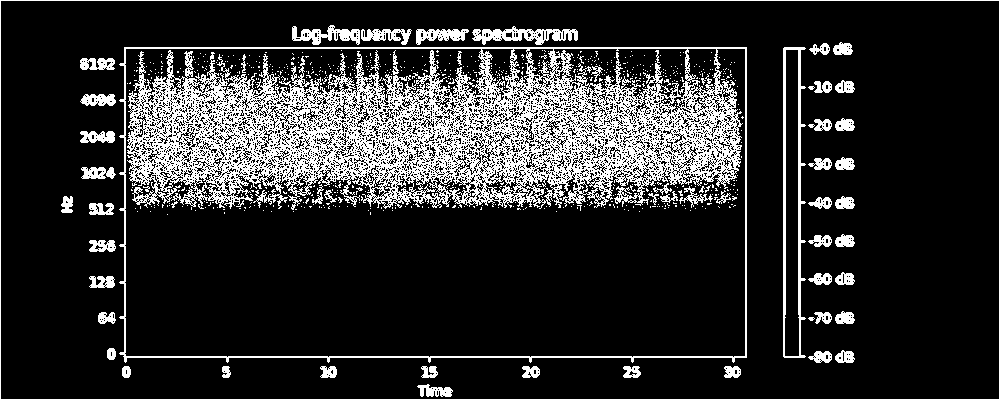 Log-frequency power spectrogram
8192
4096
2048
1024
512
256
128
64
0
Hz
0 5 10 15 20 25 30
Time
+0 dB
-10 dB
-20 dB
-30 dB
-40 dB
-50 dB
-60 dB
-70 dB
-80 dB